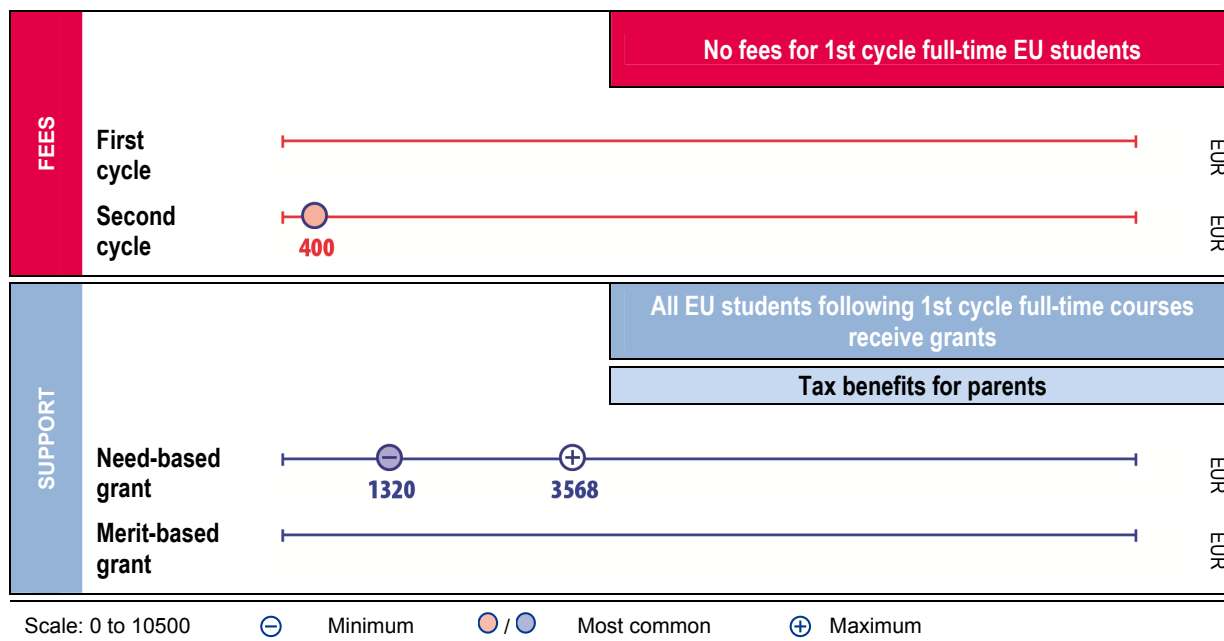 No fees for 1st cycle full-time EU students
FEES
First
cycle
EUR
Second
cycle
400
EUR
All EU students following 1st cycle full-time courses
receive grants
Tax benefits for parents
SUPPORT
Need-based
grant
1320
3568
EUR
Merit-based
grant
EUR
Scale: 0 to 10500 Minimum / Most common Maximum